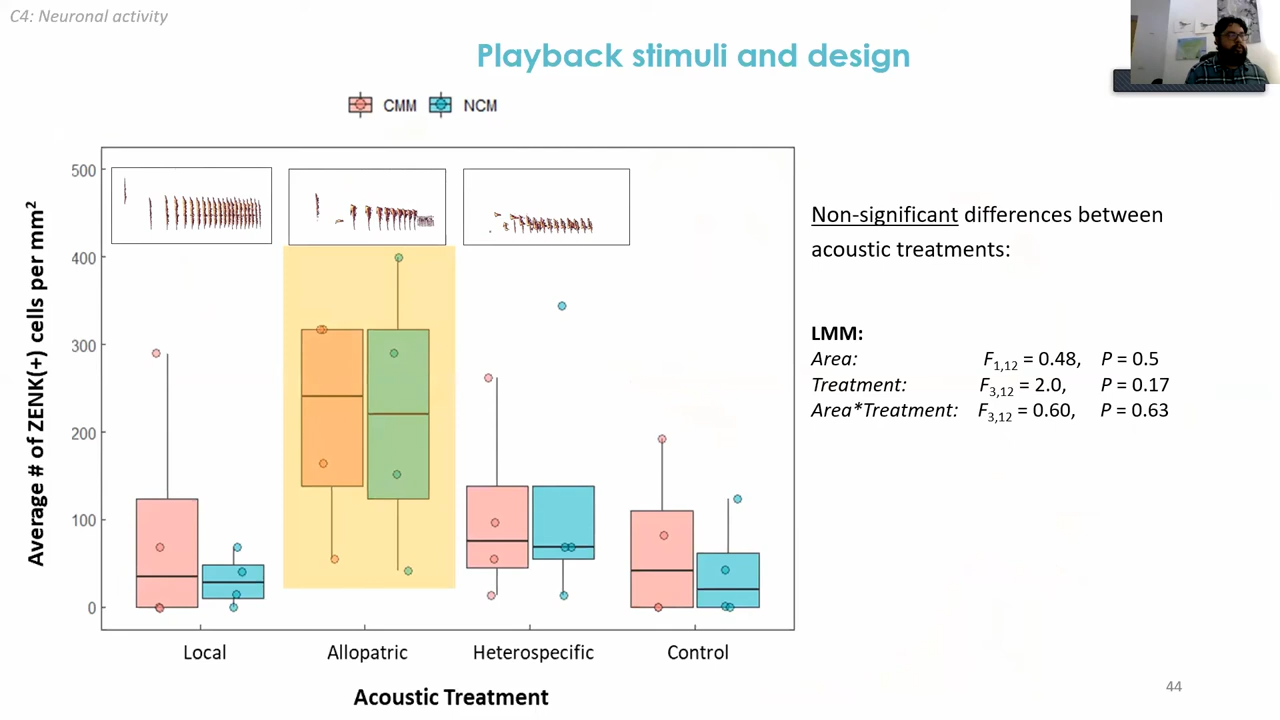 C4: Neuronal activity
Playback stimuli and design
CMM NCM
Average # of ZENK(+) cells per mm²
500
400
300
200
100
0
Local Allopatric Heterospecific Control
Acoustic Treatment
Non-significant differences between
acoustic treatments:
LMM:
Area: F1,12 = 0.48, P = 0.5
Treatment: F3,12 = 2.0, P = 0.17
Area*Treatment: F3,12 = 0.60, P = 0.63
44